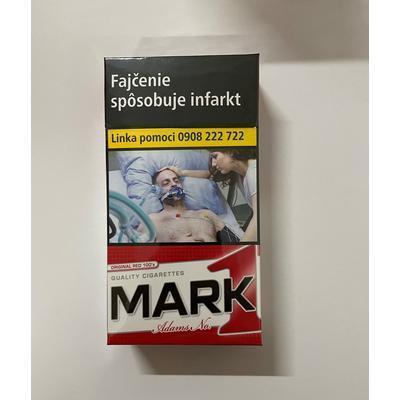 Fajčenie
spôsobuje infarkt
Linka pomoci 0908 222 722
ORIGINAL RED 100's
QUALITY CIGARETTES
MARK 1
Adams No.